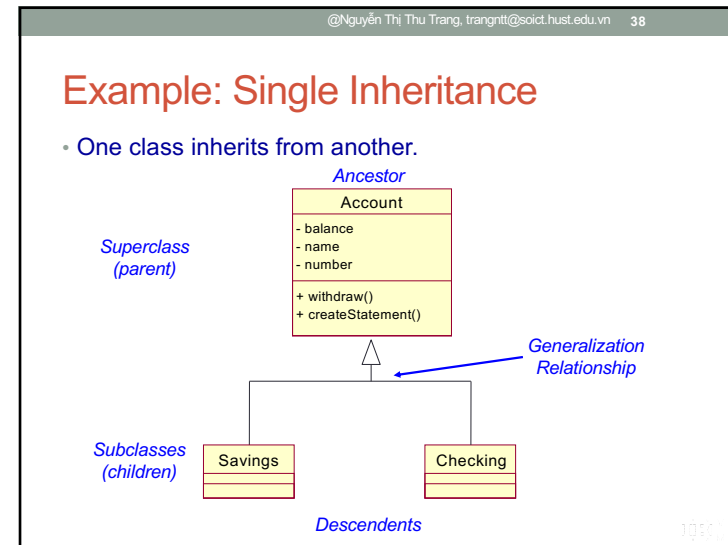 @Nguyễn Thị Thu Trang, trangntt@soict.hust.edu.vn 38
Example: Single Inheritance
• One class inherits from another.
Ancestor
Account
- balance
- name
- number
+ withdraw()
+ createStatement()
Superclass
(parent)
Generalization
Relationship
Subclasses
(children)
Savings
Checking
Descendents